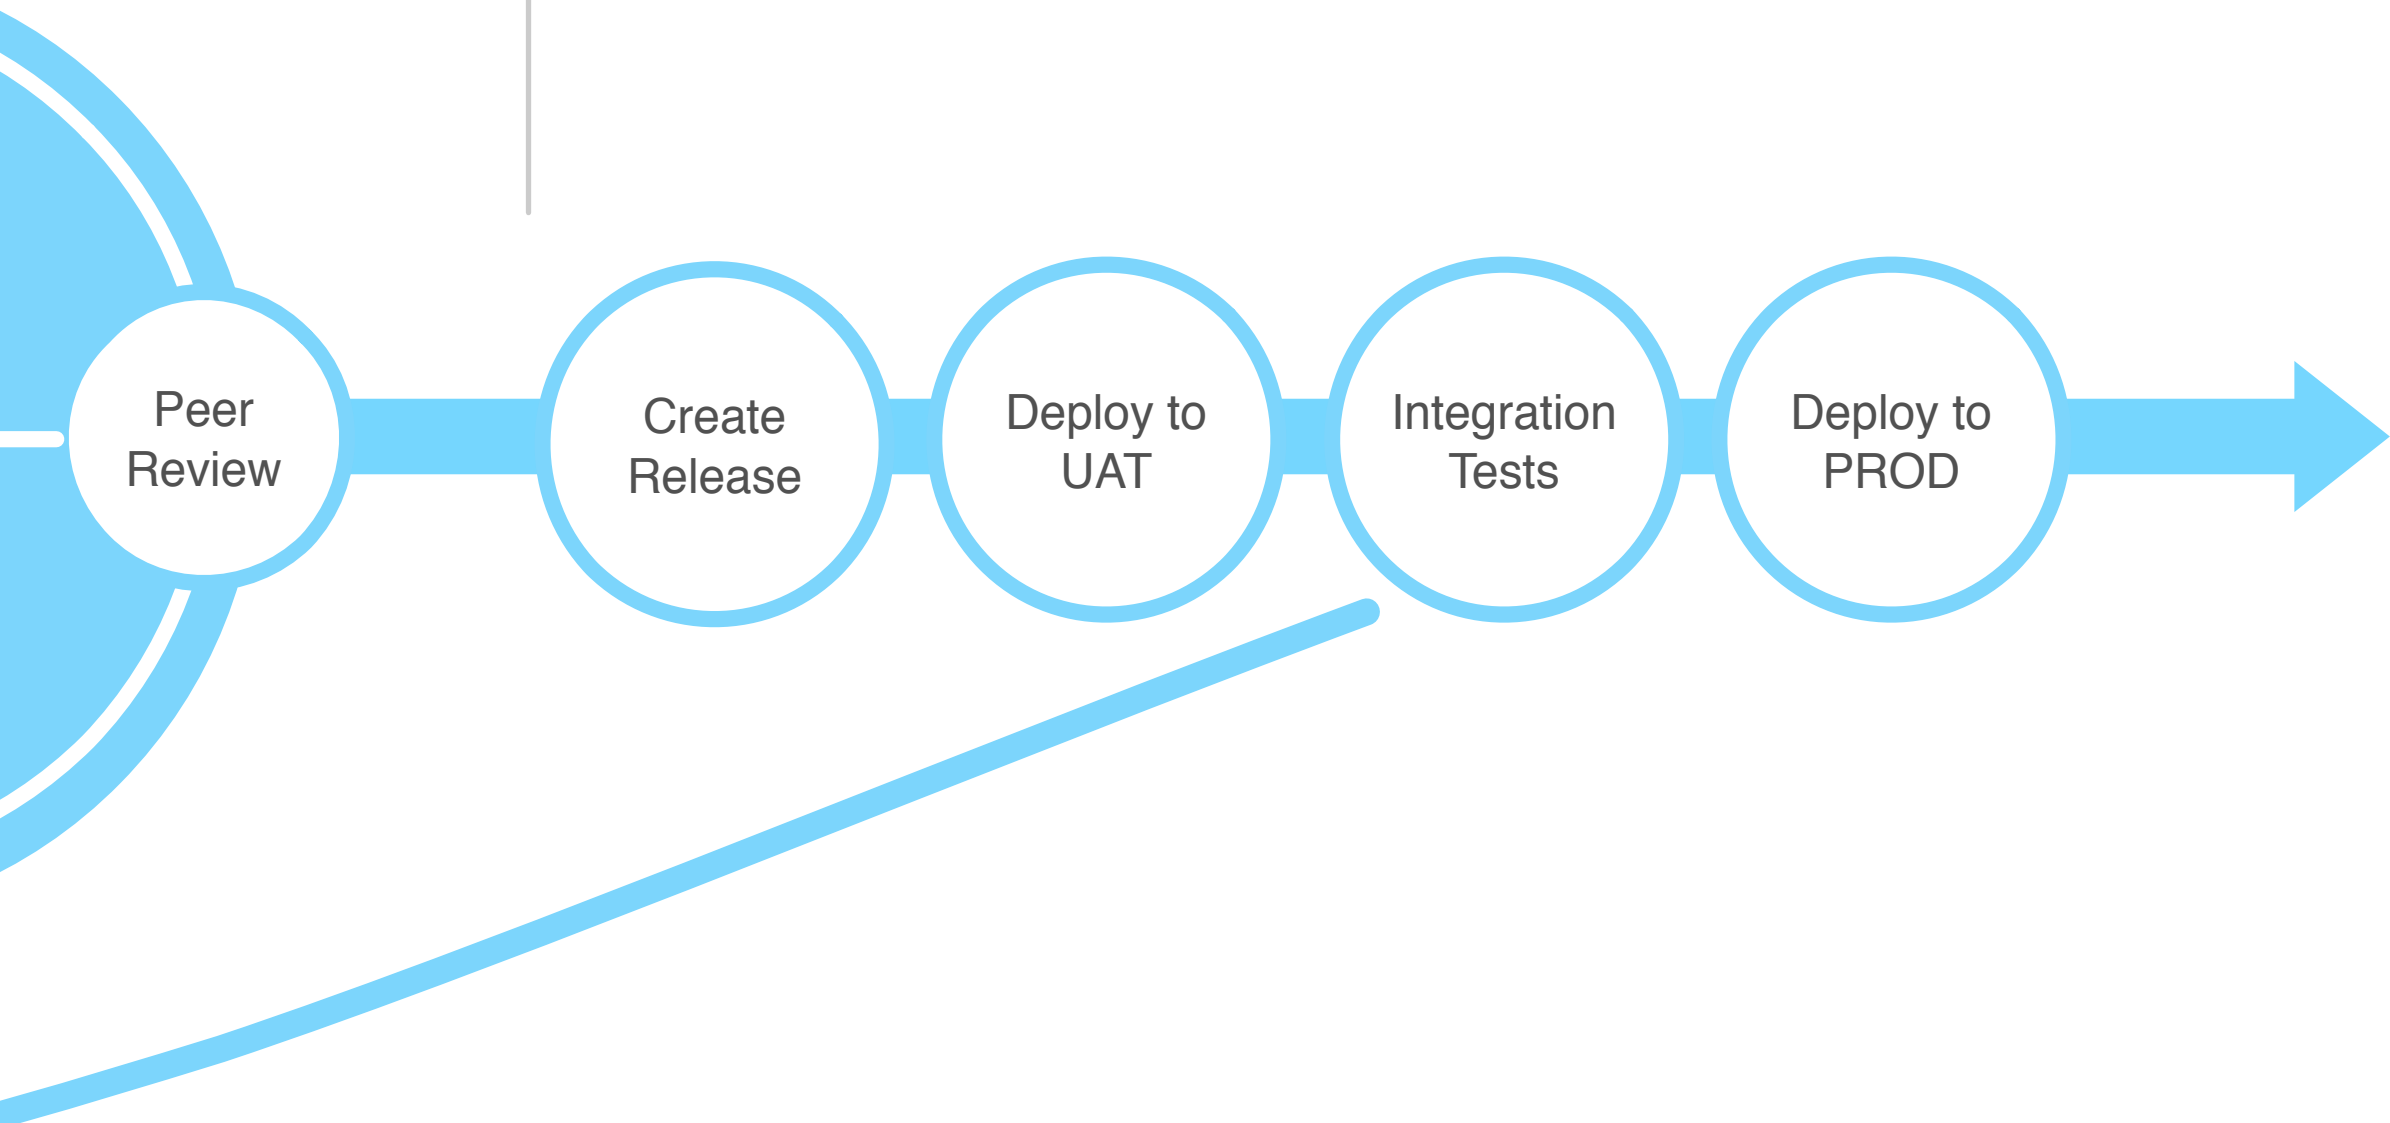 Peer
Review
Create
Release
Deploy to
UAT
Integration
Tests
Deploy to
PROD